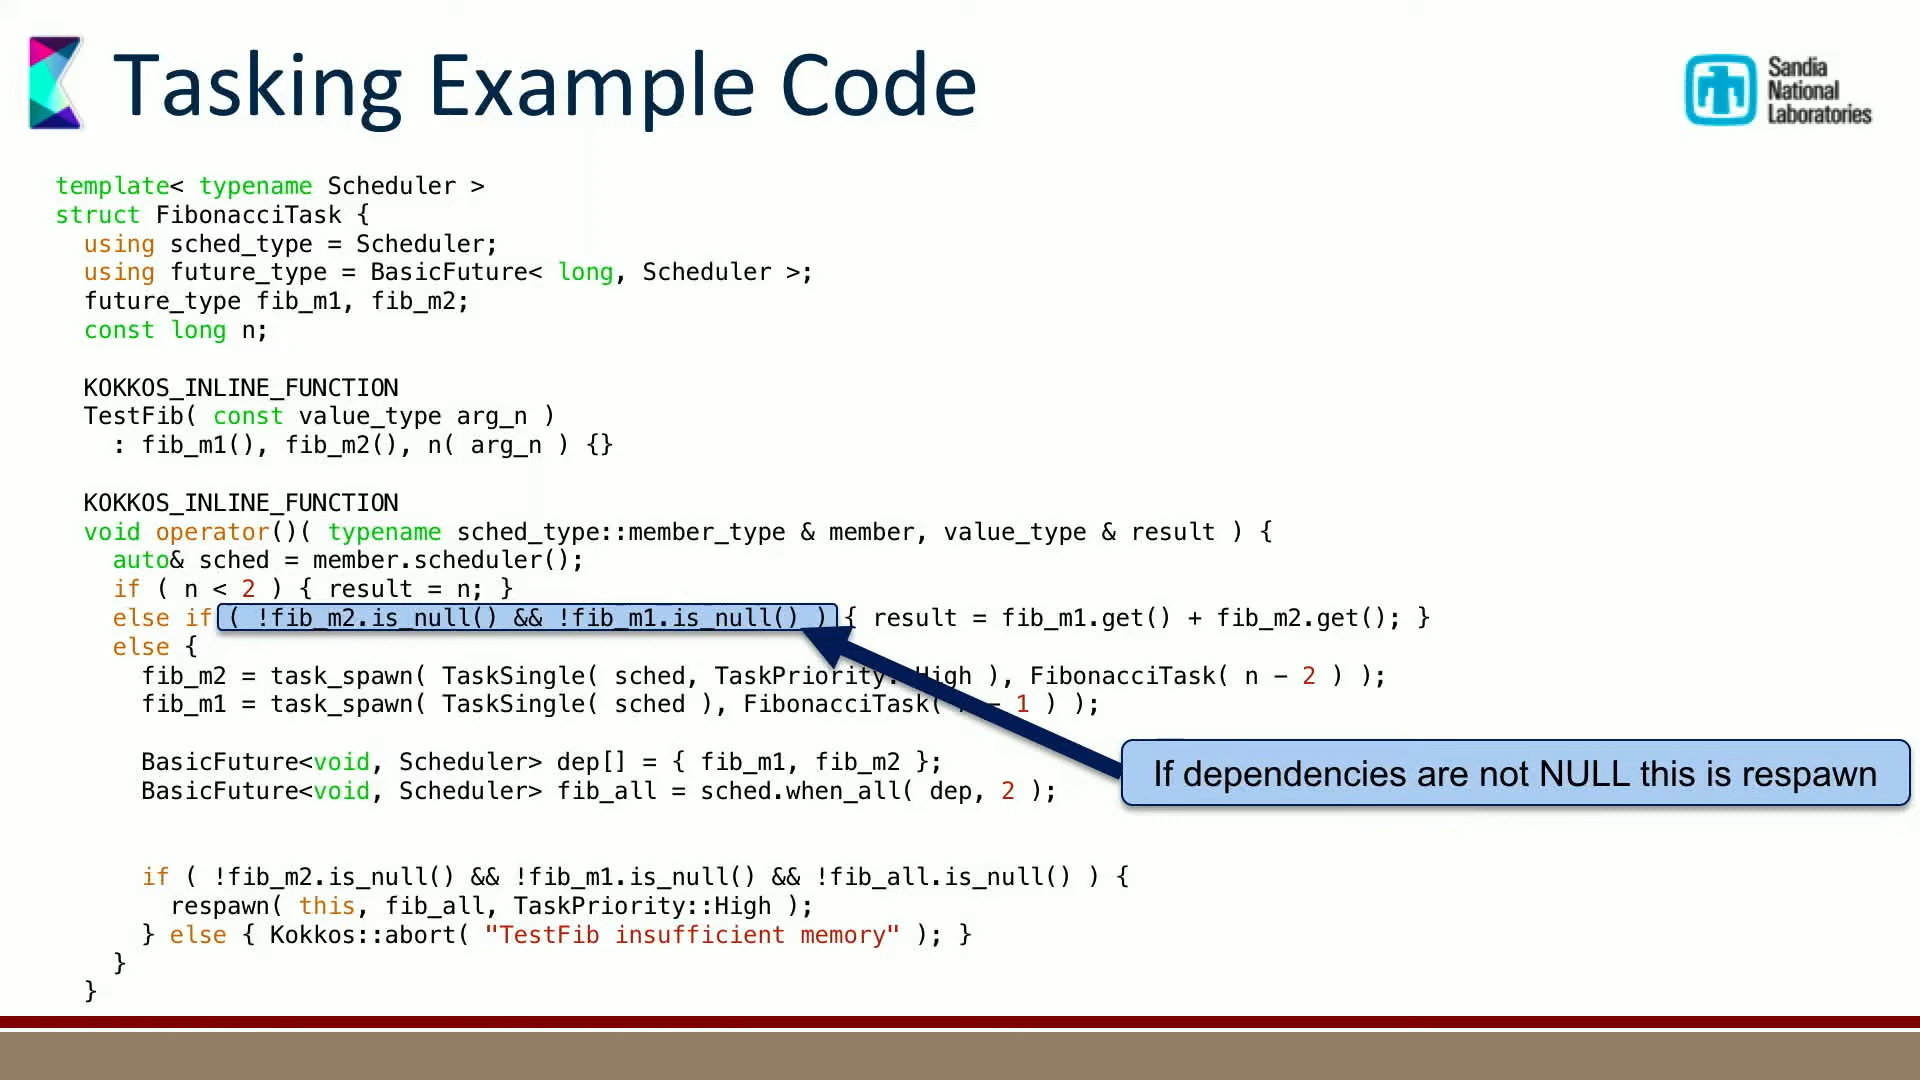 Tasking Example Code
Sandia
National
Laboratories
template< typename Scheduler >
struct FibonacciTask {
  using sched_type = Scheduler;
  using future_type = BasicFuture< long, Scheduler >;
  future_type fib_m1, fib_m2;
  const long n;
  KOKKOS_INLINE_FUNCTION
  TestFib( const value_type arg_n )
    : fib_m1(), fib_m2(), n( arg_n ) {}
  KOKKOS_INLINE_FUNCTION
  void operator()( typename sched_type::member_type & member, value_type & result ) {
    auto& sched = member.scheduler();
    if ( n < 2 ) { result = n; }
    else if ( !fib_m2.is_null() && !fib_m1.is_null() ) { result = fib_m1.get() + fib_m2.get(); }
    else {
      fib_m2 = task_spawn( TaskSingle( sched, TaskPriority::High ), FibonacciTask( n - 2 ) );
      fib_m1 = task_spawn( TaskSingle( sched ), FibonacciTask( n - 1 ) );
      BasicFuture<void, Scheduler> dep[] = { fib_m1, fib_m2 };
      BasicFuture<void, Scheduler> fib_all = sched.when_all( dep, 2 );
If dependencies are not NULL this is respawn
      if ( !fib_m2.is_null() && !fib_m1.is_null() && !fib_all.is_null() ) {
        respawn( this, fib_all, TaskPriority::High );
      } else { Kokkos::abort( "TestFib insufficient memory" ); }
    }
  }